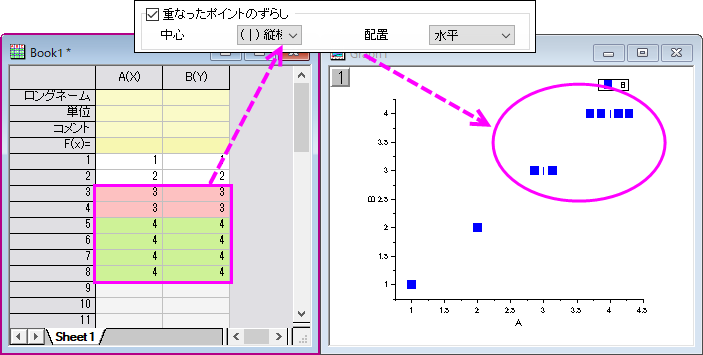 重なったポイントのずらし
中心 (|) 縦 配置 水平
Book1 *
A(X) B(Y)
ロングネーム
単位
コメント
F(x)=
1 1 1
2 2 2
3 3 3
4 3 3
5 4 4
6 4 4
7 4 4
8 4 4
9
10
11
Sheet1
1
B
4
3.5
3
2.5
2
1.5
1
B
1 1.5 2 2.5 3 3.5 4 4.5
A